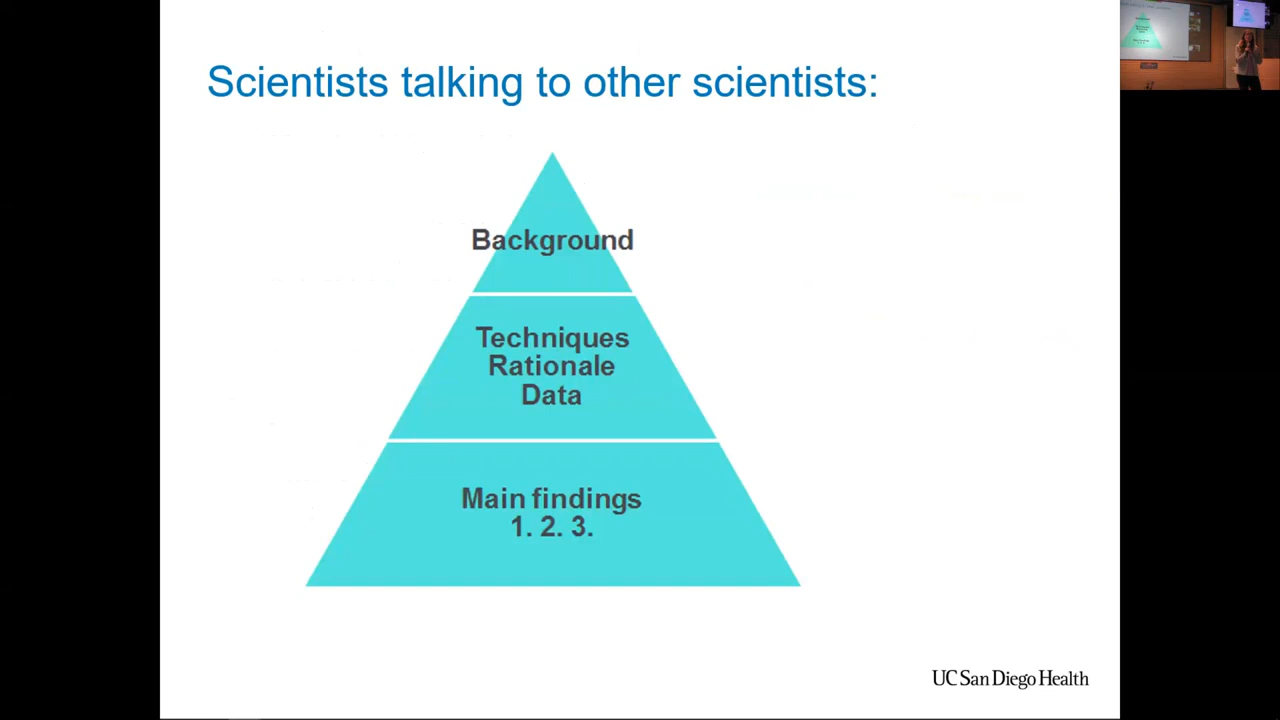 Scientists talking to other scientists:
Background
Techniques
Rationale
Data
Main findings
1. 2. 3.
UC San Diego Health